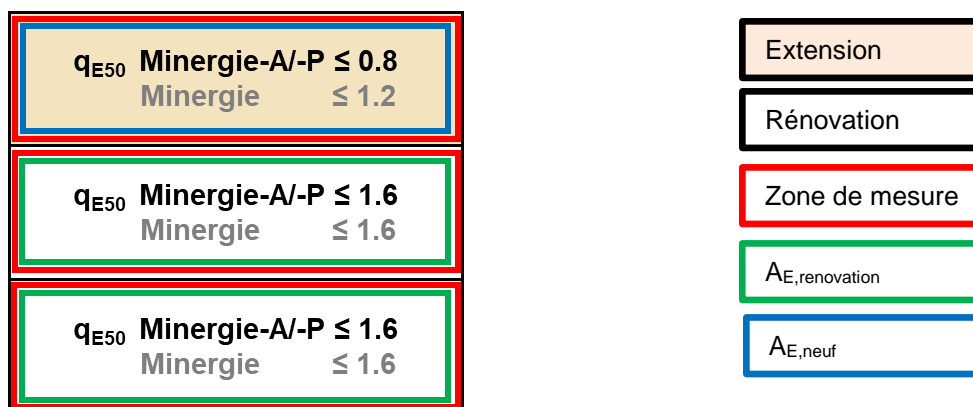 qE50 Minergie-A/-P ≤ 0.8
Minergie ≤ 1.2
qE50 Minergie-A/-P ≤ 1.6
Minergie ≤ 1.6
qE50 Minergie-A/-P ≤ 1.6
Minergie ≤ 1.6
Extension
Rénovation
Zone de mesure
AE,renovation
AE,neuf